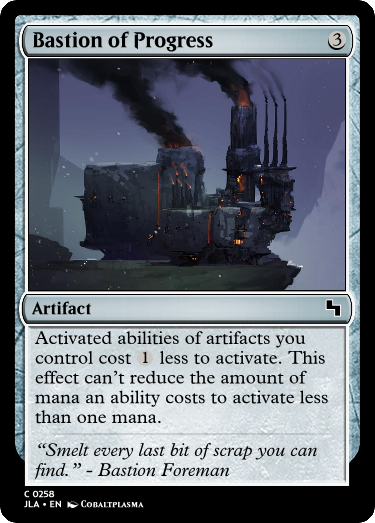 Bastion of Progress 3
Artifact
Activated abilities of artifacts you
control cost 1 less to activate. This
effect can't reduce the amount of
mana an ability costs to activate less
than one mana.
“Smelt every last bit of scrap you can
find.” - Bastion Foreman
C 0258
JLA • EN Cobaltplasma